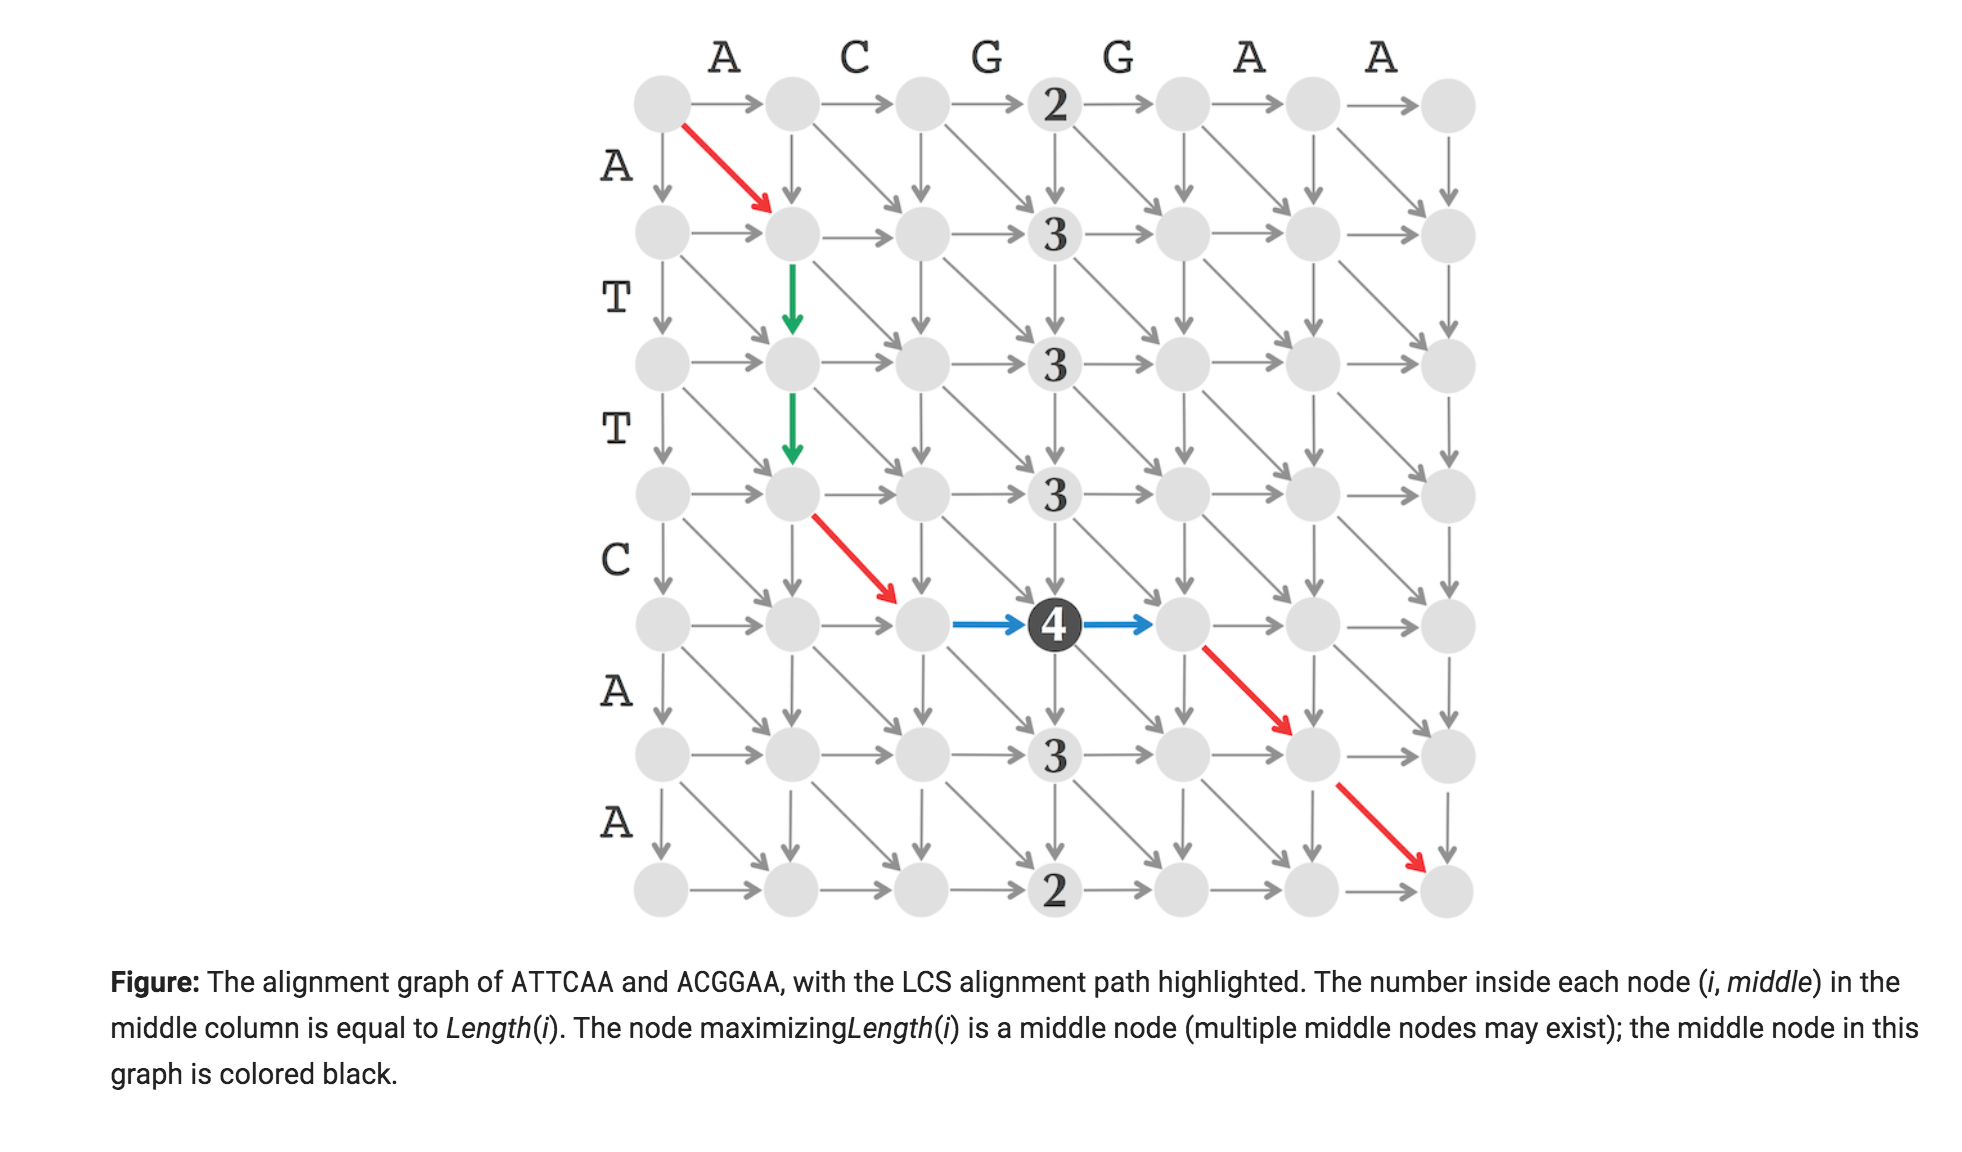 A C G G A A
2
A
3
T
3
T
3
C
4
A
3
A
2
Figure: The alignment graph of ATTCAA and ACGGAA, with the LCS alignment path highlighted. The number inside each node (i, middle) in the
middle column is equal to Length(i). The node maximizingLength(i) is a middle node (multiple middle nodes may exist); the middle node in this
graph is colored black.